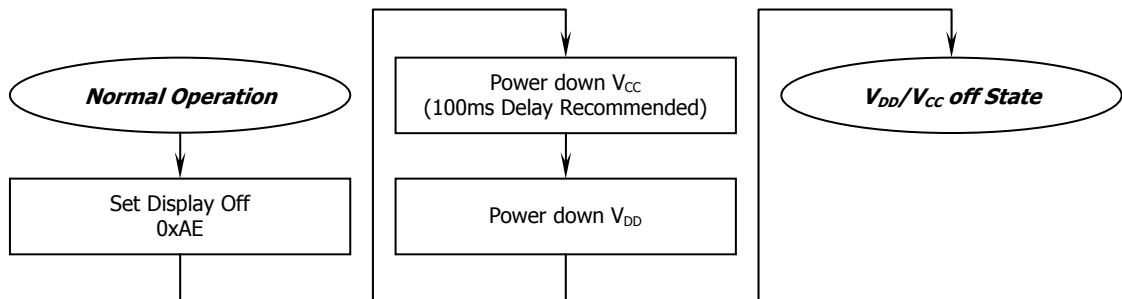 Normal Operation
Set Display Off
0xAE
Power down VCC
(100ms Delay Recommended)
Power down VDD
VDD/VCC off State